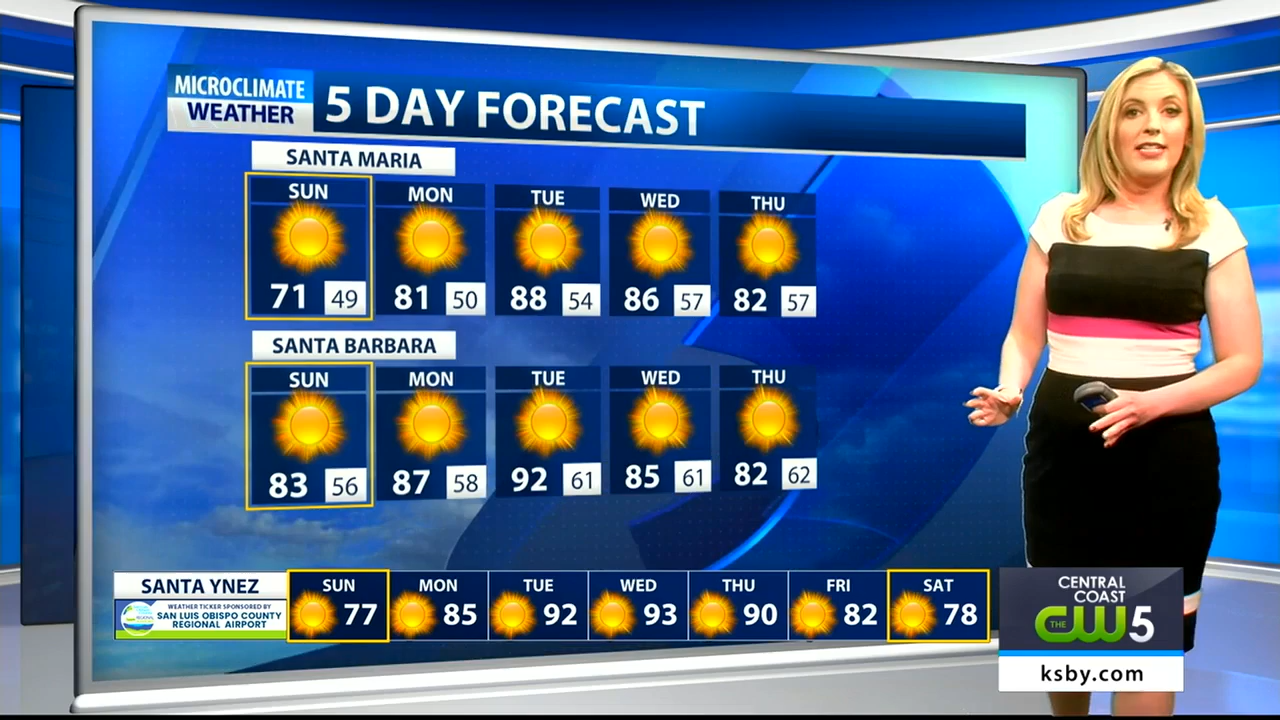 MICROCLIMATE
WEATHER
5 DAY FORECAST
SANTA MARIA
SUN MON TUE WED THU
71 49 81 50 88 54 86 57 82 57
SANTA BARBARA
SUN MON TUE WED THU
83 56 87 58 92 61 85 61 82 62
SANTA YNEZ
WEATHER TICKER SPONSORED BY
SAN LUIS OBISPO COUNTY
REGIONAL AIRPORT
SUN MON TUE WED THU FRI SAT
77 85 92 93 90 82 78
CENTRAL
COAST
THE CW5
ksby.com